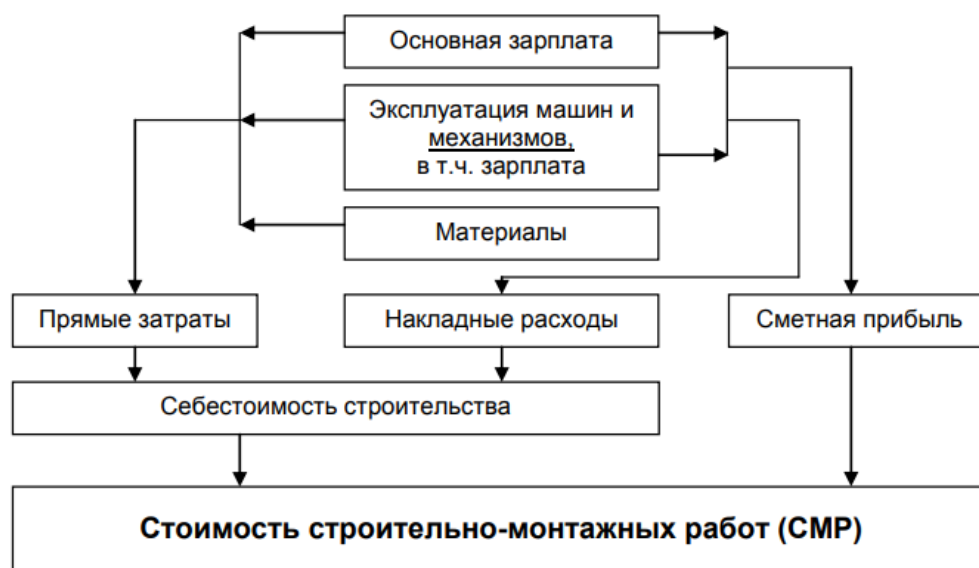 Основная зарплата
Эксплуатация машин и
механизмов,
в т.ч. зарплата
Материалы
Прямые затраты
Накладные расходы
Сметная прибыль
Себестоимость строительства
Стоимость строительно-монтажных работ (СМР)